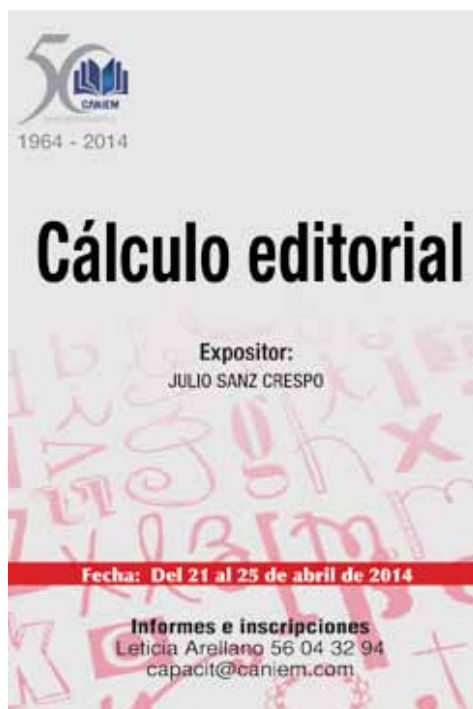 50
CANIEM
1964 - 2014
Cálculo editorial
Expositor:
JULIO SANZ CRESPO
Fecha: Del 21 al 25 de abril de 2014
Informes e inscripciones
Leticia Arellano 56 04 32 94
capacit@caniem.com